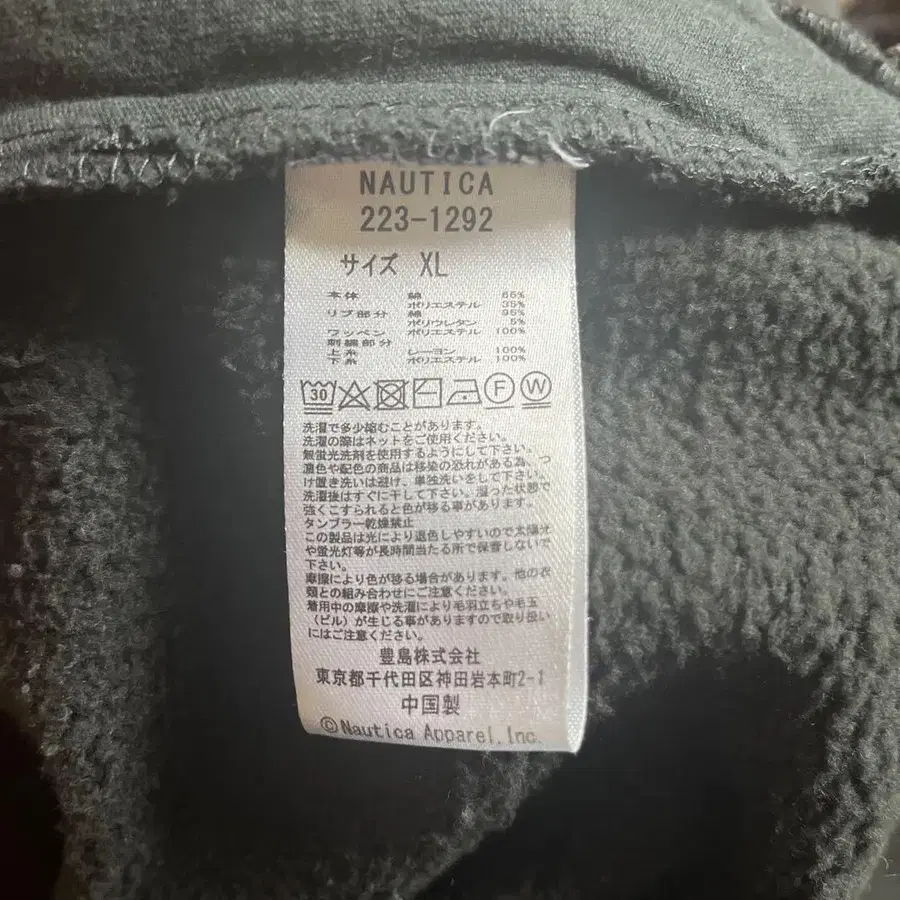 NAUTICA
223-1292
サイズ XL
本体 綿 65%
ポリエステル 35%
リブ部分 綿 95%
ポリウレタン 5%
ワッペン ポリエステル 100%
刺繍部分
上糸 レーヨン 100%
下糸 ポリエステル 100%
30 F W
洗濯で多少縮むことがあります。
洗濯の際はネットをご使用ください。
無蛍光洗剤を使用するようにして下さい。
濃色や配色の商品は移染の恐れがある為、つ
け置き洗いは避け、単独洗いをして下さい。
洗濯後はすぐに干して下さい。湿った状態で
強くこすられると色が移る事があります。
タンブラー乾燥禁止
この製品は光により退色しやすいので太陽光
や蛍光灯等が長時間当たる所で保管しないで
下さい。
摩擦により色が移る場合があります。他の衣
類との組み合わせにご注意ください。
着用中の摩擦や洗濯により毛羽立ちや毛玉
(ピル)が生じる事がありますので取り扱い
にはご注意ください。
豊島株式会社
東京都千代田区神田岩本町2-1
中国製
©Nautica Apparel,Inc.